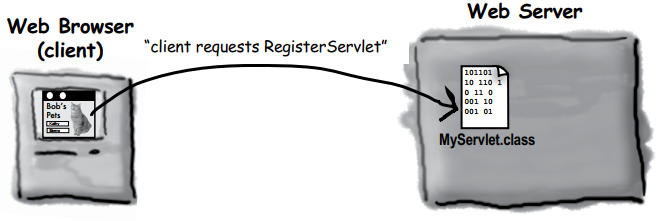 Web Browser
(client)
"client requests RegisterServlet"
Web Server
Bob's
Pets
101101
10 110 1
0 11 0
001 10
001 01
MyServlet.class